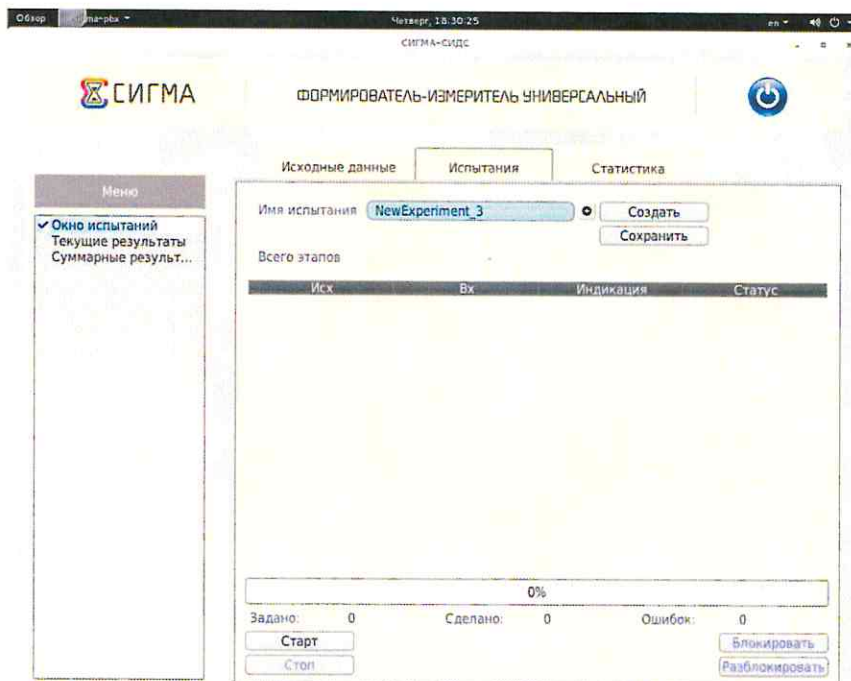 Обзор sigma-pbx Четверг, 18:30:25 en
СИГМА-СИДС
СИГМА ФОРМИРОВАТЕЛЬ-ИЗМЕРИТЕЛЬ УНИВЕРСАЛЬНЫЙ
Исходные данные Испытания Статистика
Меню
Окно испытаний
Текущие результаты
Суммарные результ...
Имя испытания NewExperiment_3 Создать
Сохранить
Всего этапов -
Исх Вх Индикация Статус
0%
Задано: 0 Сделано: 0 Ошибок: 0
Старт Блокировать
Стоп Разблокировать